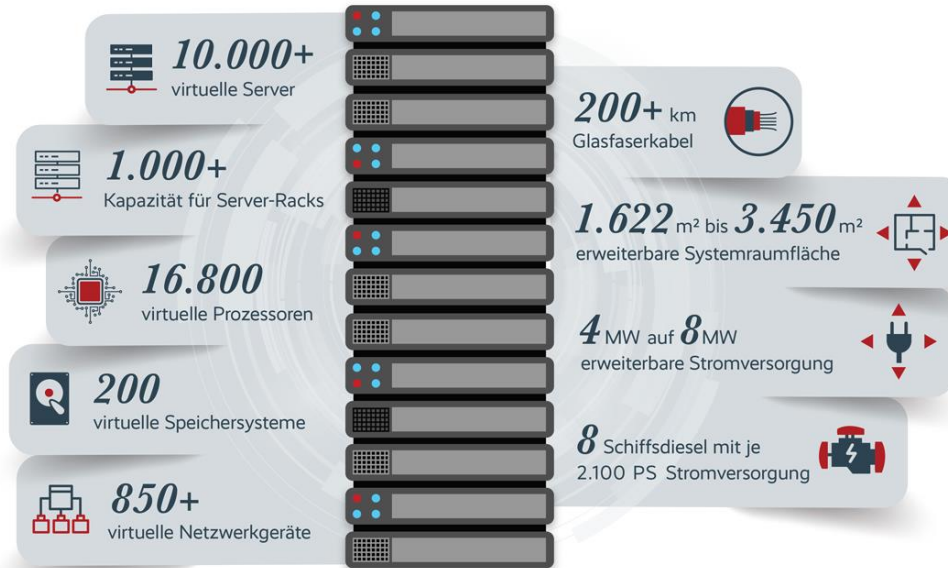 10.000+
virtuelle Server
1.000+
Kapazität für Server-Racks
16.800
virtuelle Prozessoren
200
virtuelle Speichersysteme
850+
virtuelle Netzwerkgeräte
200+ km
Glasfaserkabel
1.622 m² bis 3.450 m²
erweiterbare Systemraumfläche
4 MW auf 8 MW
erweiterbare Stromversorgung
8 Schiffsdiesel mit je
2.100 PS Stromversorgung